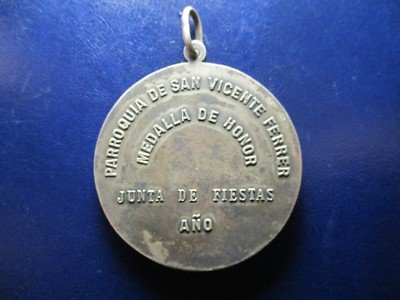 PARROQUIA DE SAN VICENTE FERRER
MEDALLA DE HONOR
JUNTA DE FIESTAS
AÑO